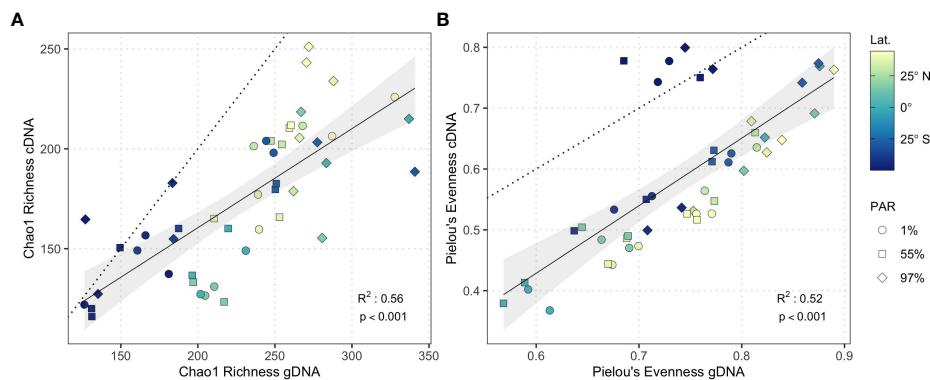 A
B
Chao1 Richness cDNA
250
200
150
150
200
250
300
350
Chao1 Richness gDNA
R² : 0.56
p < 0.001
Pielou's Evenness cDNA
0.8
0.7
0.6
0.5
0.4
0.6
0.7
0.8
0.9
Pielou's Evenness gDNA
R² : 0.52
p < 0.001
Lat.
25° N
0°
25° S
PAR
1%
55%
97%